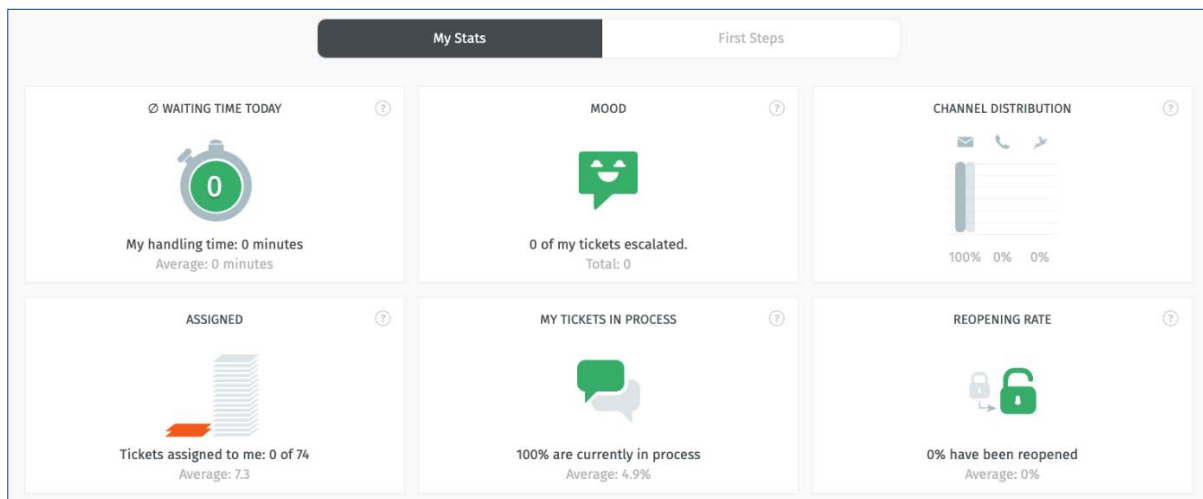 My Stats
First Steps
Ø WAITING TIME TODAY
?
0
My handling time: 0 minutes
Average: 0 minutes
MOOD
?
0 of my tickets escalated.
Total: 0
CHANNEL DISTRIBUTION
?
100% 0% 0%
ASSIGNED
?
Tickets assigned to me: 0 of 74
Average: 7.3
MY TICKETS IN PROCESS
?
100% are currently in process
Average: 4.9%
REOPENING RATE
?
0% have been reopened
Average: 0%